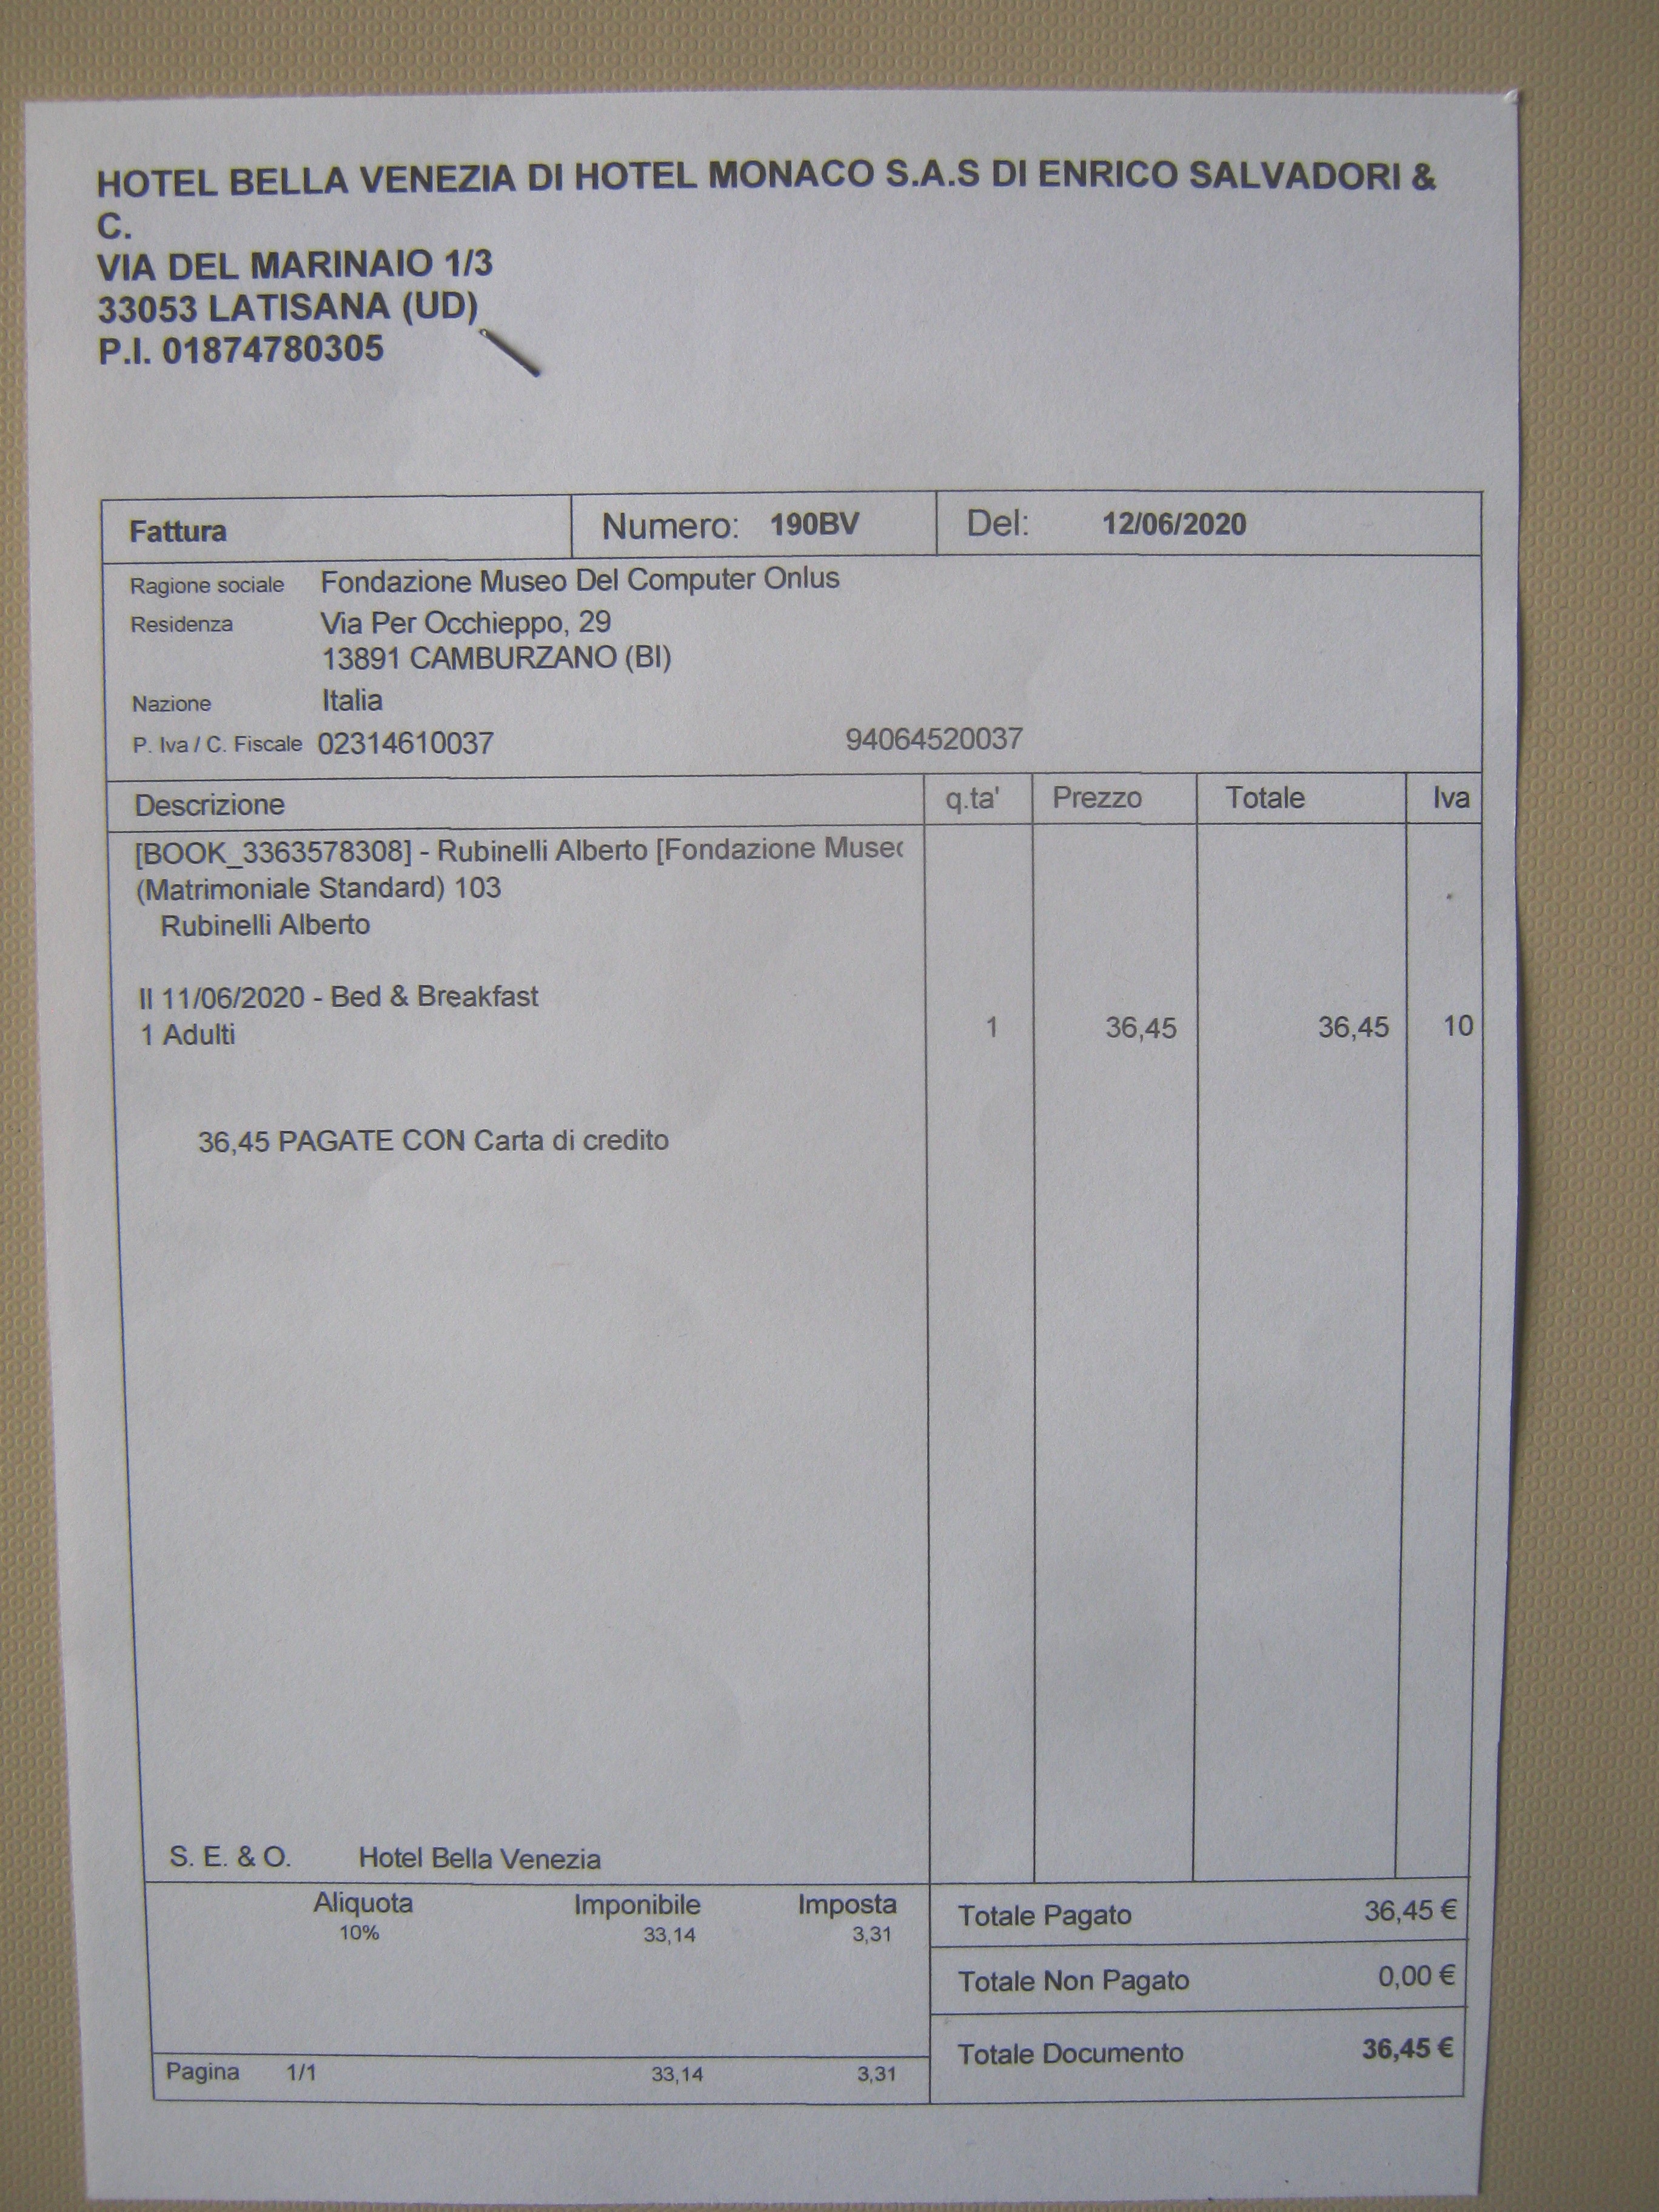 HOTEL BELLA VENEZIA DI HOTEL MONACO S.A.S DI ENRICO SALVADORI &
C.
VIA DEL MARINAIO 1/3
33053 LATISANA (UD)
P.I. 01874780305
Fattura Numero: 190BV Del: 12/06/2020
Ragione sociale Fondazione Museo Del Computer Onlus
Residenza Via Per Occhieppo, 29
13891 CAMBURZANO (BI)
Nazione Italia
P. Iva / C. Fiscale 02314610037 94064520037
Descrizione q.ta' Prezzo Totale Iva
[BOOK_3363578308] - Rubinelli Alberto [Fondazione Museo
(Matrimoniale Standard) 103
Rubinelli Alberto
Il 11/06/2020 - Bed & Breakfast
1 Adulti 1 36,45 36,45 10
36,45 PAGATE CON Carta di credito
S. E. & O. Hotel Bella Venezia
Aliquota Imponibile Imposta Totale Pagato 36,45 €
10% 33,14 3,31
Totale Non Pagato 0,00 €
Totale Documento 36,45 €
Pagina 1/1 33,14 3,31